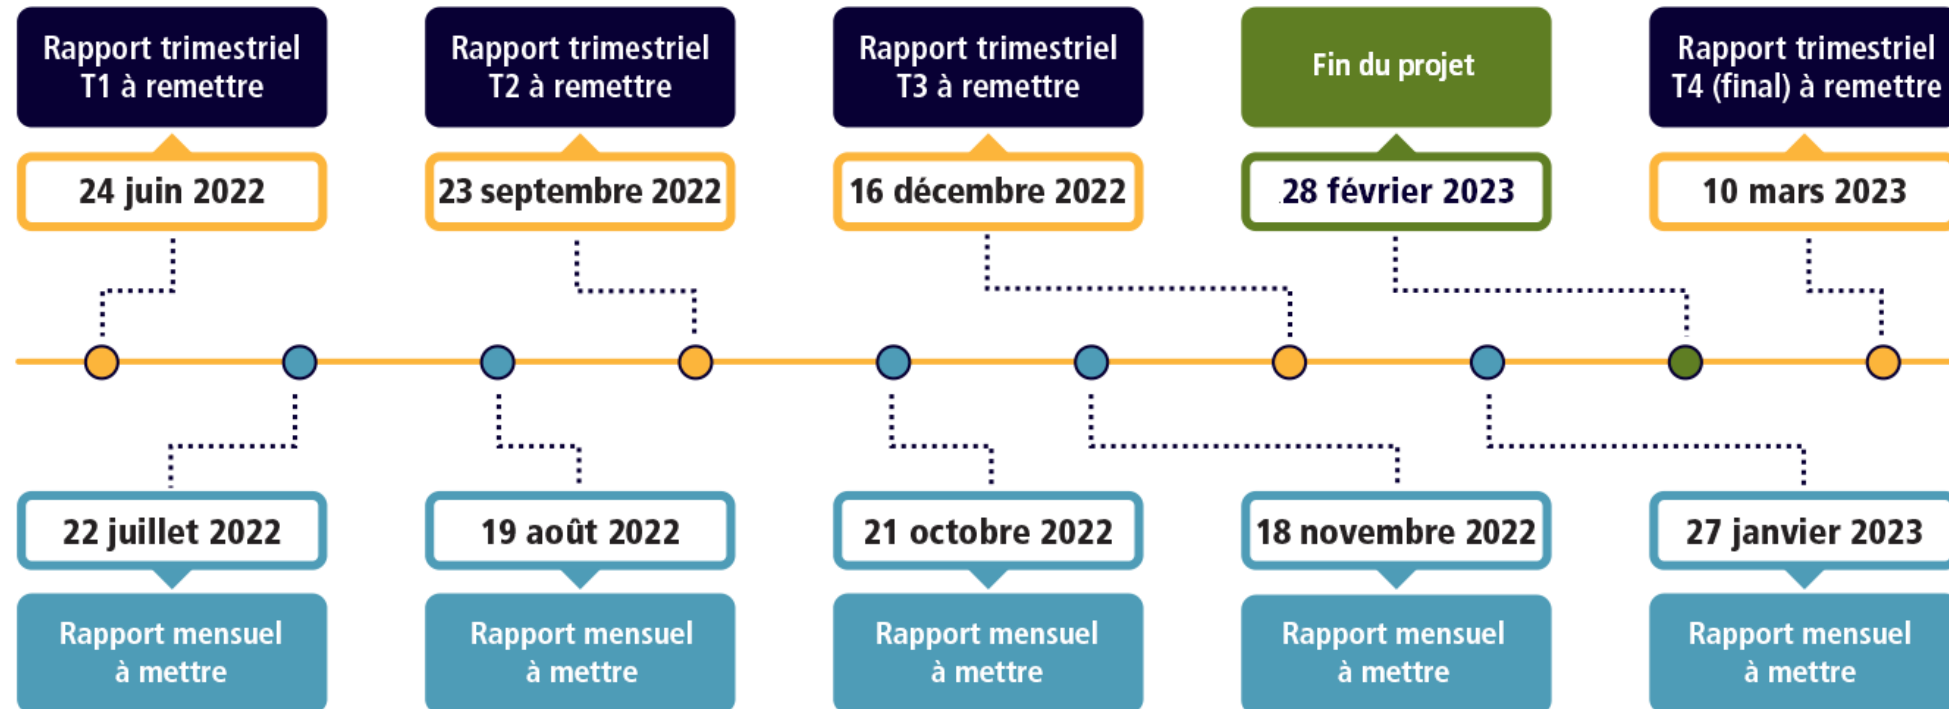 Rapport trimestriel
T1 à remettre
24 juin 2022
Rapport trimestriel
T2 à remettre
23 septembre 2022
Rapport trimestriel
T3 à remettre
16 décembre 2022
Fin du projet
28 février 2023
Rapport trimestriel
T4 (final) à remettre
10 mars 2023
22 juillet 2022
Rapport mensuel
à mettre
19 août 2022
Rapport mensuel
à mettre
21 octobre 2022
Rapport mensuel
à mettre
18 novembre 2022
Rapport mensuel
à mettre
27 janvier 2023
Rapport mensuel
à mettre